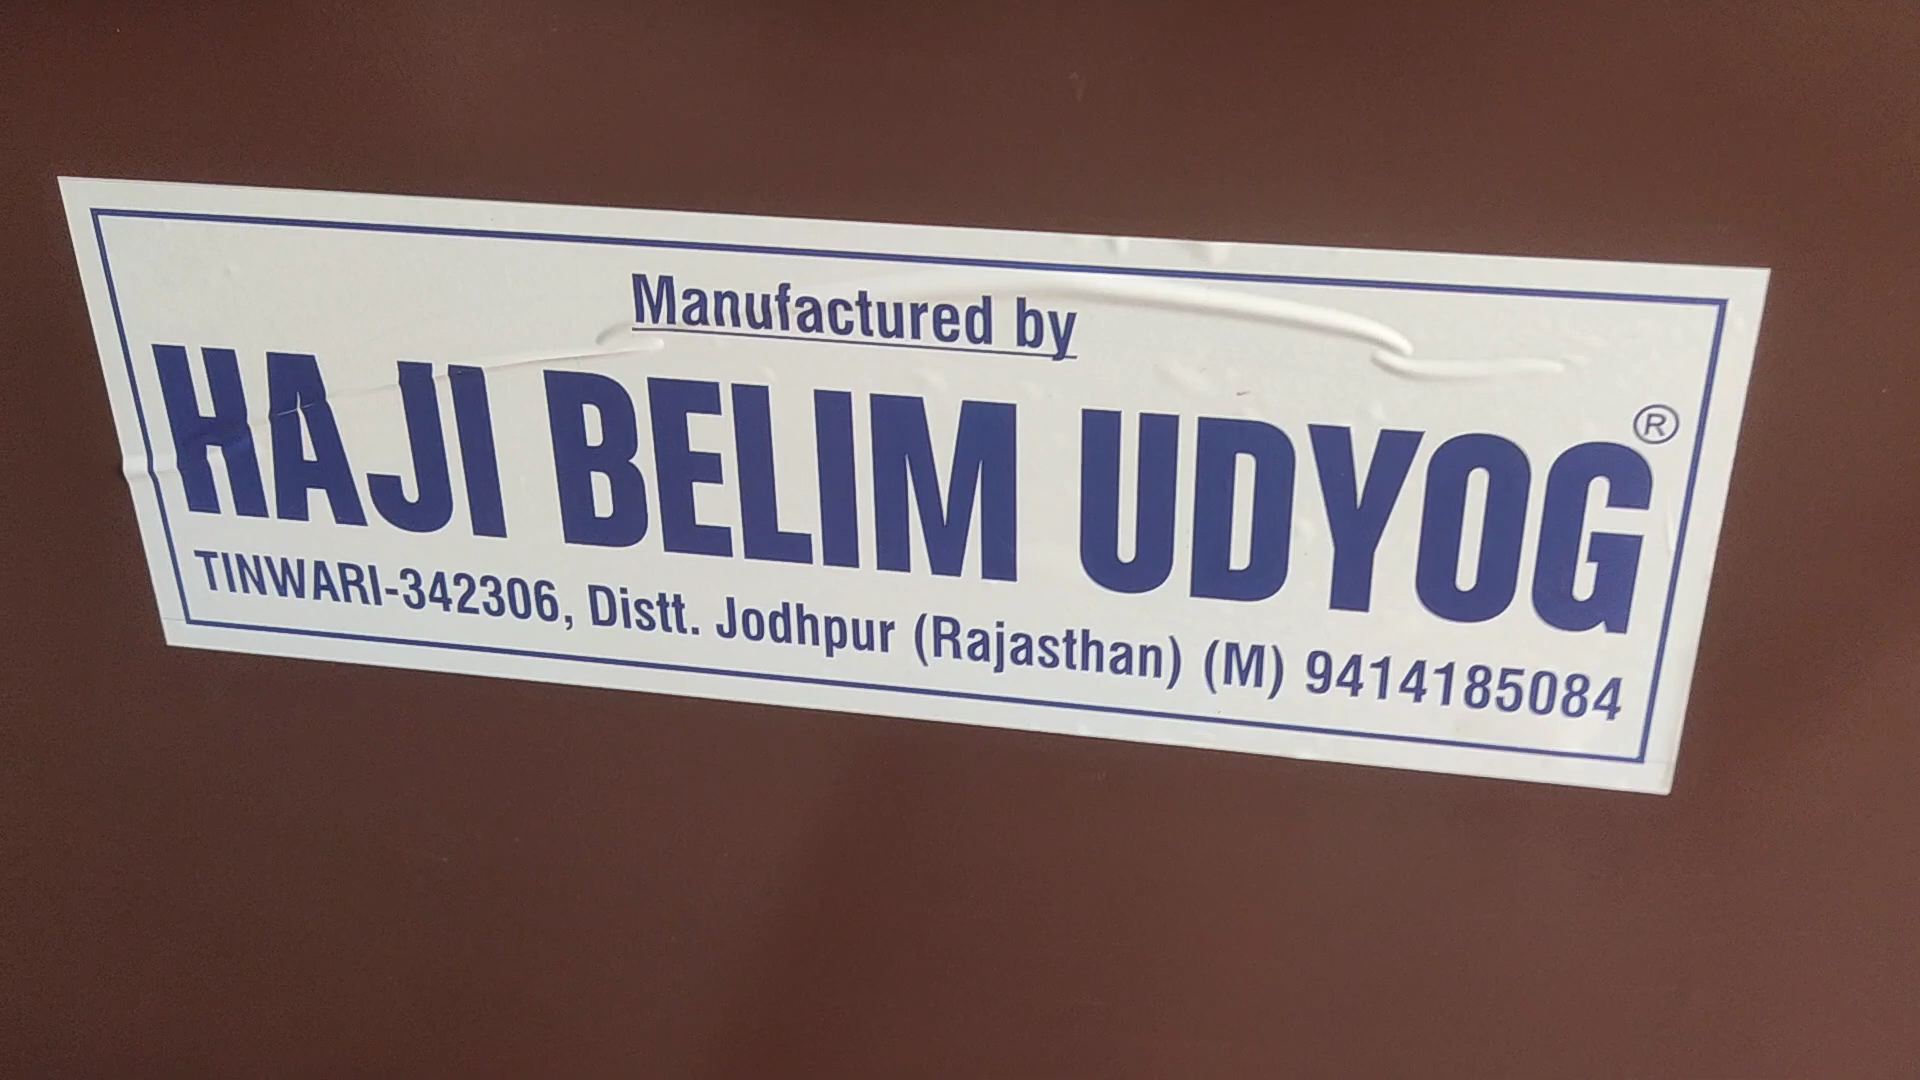 Manufactured by
HAJI BELIM UDYOG®
TINWARI-342306, Distt. Jodhpur (Rajasthan) (M) 9414185084